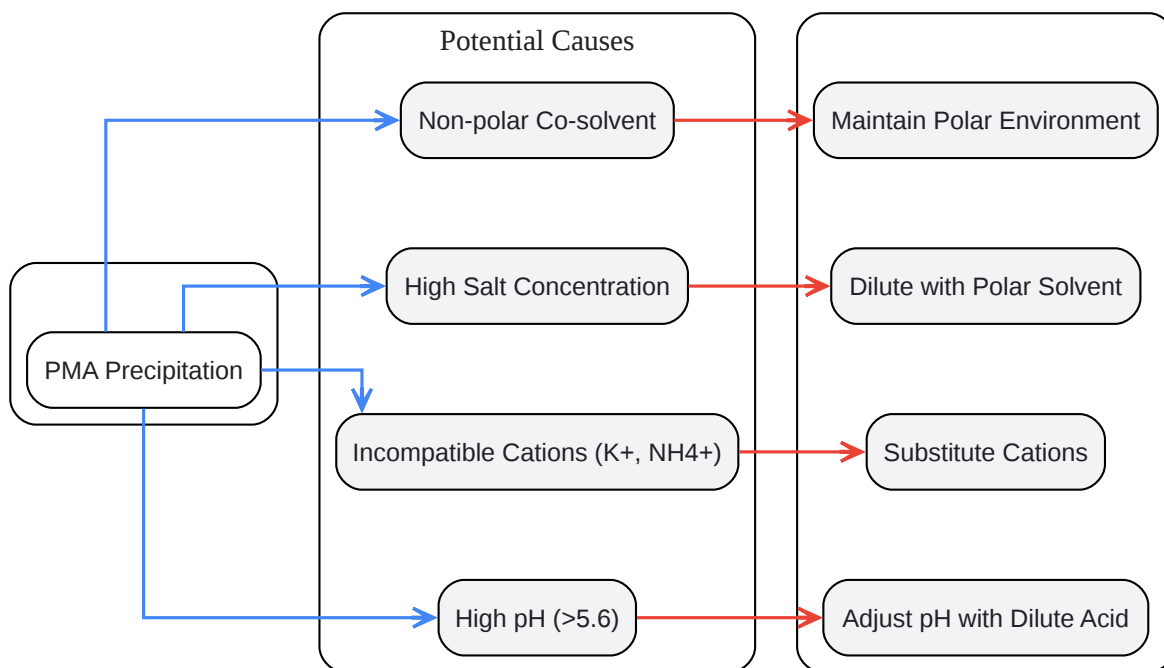 Potential Causes
Non-polar Co-solvent
Maintain Polar Environment
High Salt Concentration
Dilute with Polar Solvent
PMA Precipitation
Incompatible Cations (K+, NH4+)
Substitute Cations
High pH (>5.6)
Adjust pH with Dilute Acid